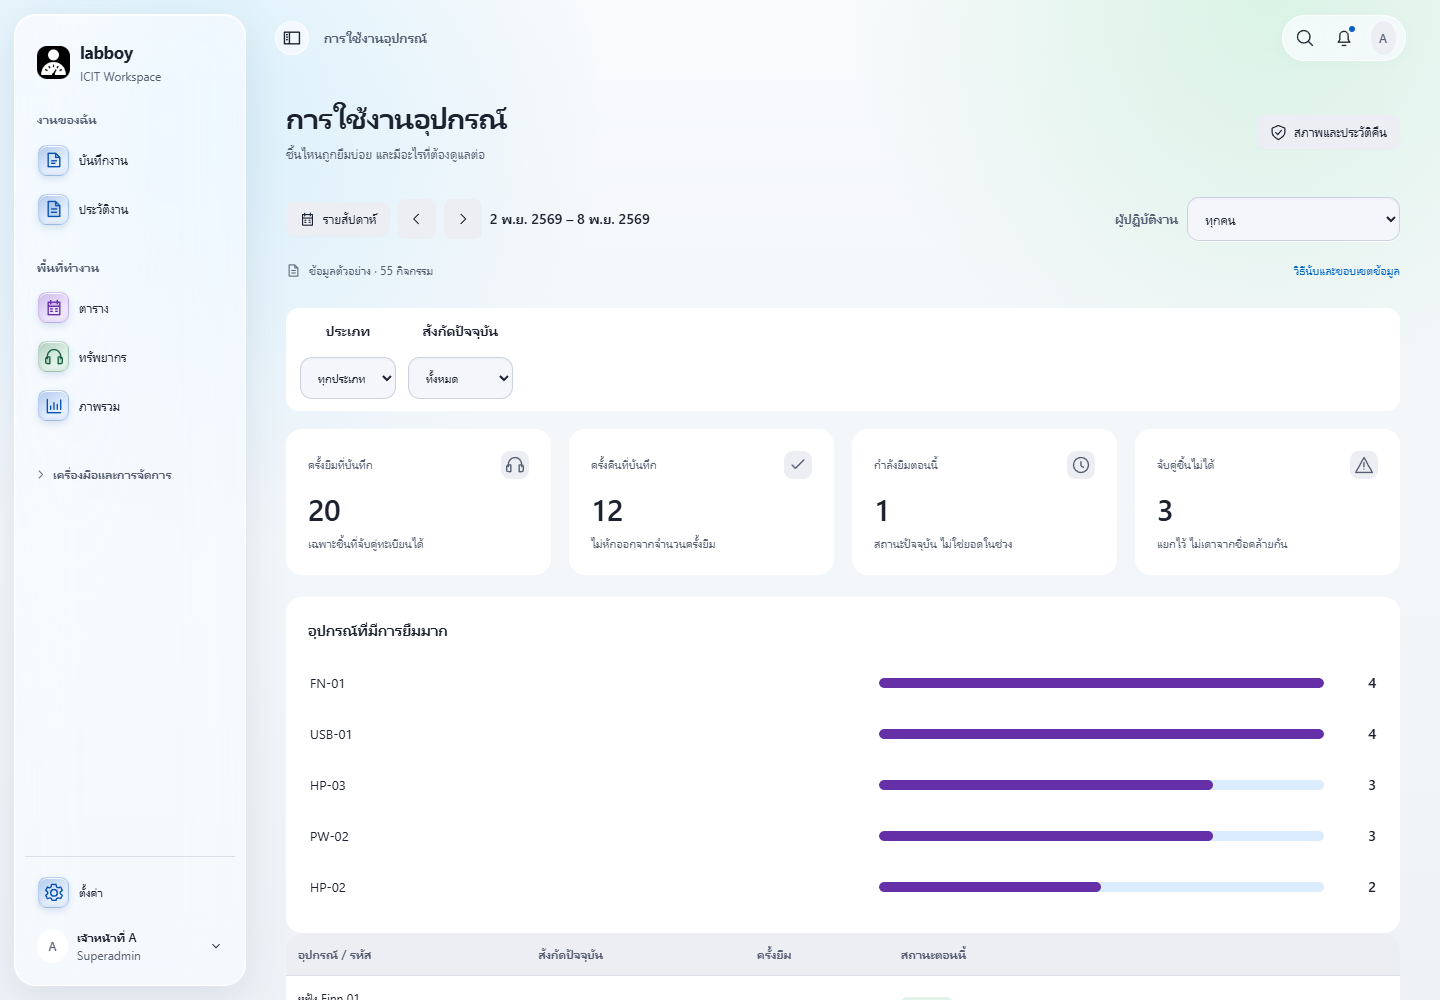 labboy
ICIT Workspace
งานของฉัน
บันทึกงาน
ประวัติงาน
พื้นที่ทำงาน
ตาราง
ทรัพยากร
ภาพรวม
เครื่องมือและการจัดการ
ตั้งค่า
A
เจ้าหน้าที่ A
Superadmin
การใช้งานอุปกรณ์
A
การใช้งานอุปกรณ์
ชิ้นไหนถูกยืมบ่อย และมีอะไรที่ต้องดูแลต่อ
สภาพและประวัติคืน
รายสัปดาห์
2 พ.ย. 2569 – 8 พ.ย. 2569
ผู้ปฏิบัติงาน
ทุกคน
ข้อมูลตัวอย่าง · 55 กิจกรรม
วิธีนับและขอบเขตข้อมูล
ประเภท
สังกัดปัจจุบัน
ทุกประเภท
ทั้งหมด
ครั้งยืมที่บันทึก
20
เฉพาะชิ้นที่จับคู่ทะเบียนได้
ครั้งคืนที่บันทึก
12
ไม่หักออกจากจำนวนครั้งยืม
กำลังยืมตอนนี้
1
สถานะปัจจุบัน ไม่ใช่ยอดในช่วง
จับคู่ชิ้นไม่ได้
3
แยกไว้ ไม่เดาจากชื่อคล้ายกัน
อุปกรณ์ที่มีการยืมมาก
FN-01 4
USB-01 4
HP-03 3
PW-02 3
HP-02 2
อุปกรณ์ / รหัส
สังกัดปัจจุบัน
ครั้งยืม
สถานะตอนนี้
หูฟัง Finn 01